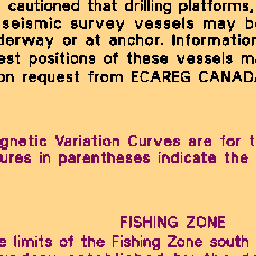 cautioned that drilling platforms,
seismic survey vessels may b
derway or at anchor. Information
est positions of these vessels m
on request from ECAREG CANADA
gnetic Variation Curves are for t
ures in parentheses indicate the
FISHING ZONE
e limits of the Fishing Zone south